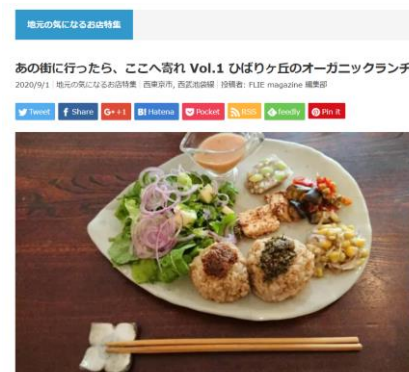 地元の気になるお店特集
あの街に行ったら、ここへ寄れ Vol.1 ひばりヶ丘のオーガニックランチ
2020/9/1 地元の気になるお店特集 西東京市, 西武池袋線 投稿者: FLIE magazine 編集部
Tweet Share G+1 B! Hatena Pocket RSS feedly Pin it